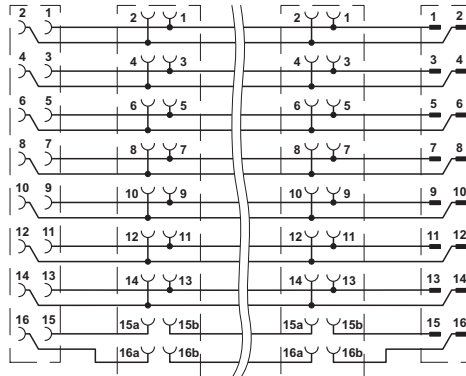 2 1 2 1 2 1 1 2
4 3 4 3 4 3 3 4
6 5 6 5 6 5 5 6
8 7 8 7 8 7 7 8
10 9 10 9 10 9 9 10
12 11 12 11 12 11 11 12
14 13 14 13 14 13 13 14
16 15 15a 15b 15a 15b 15 16
16a 16b 16a 16b